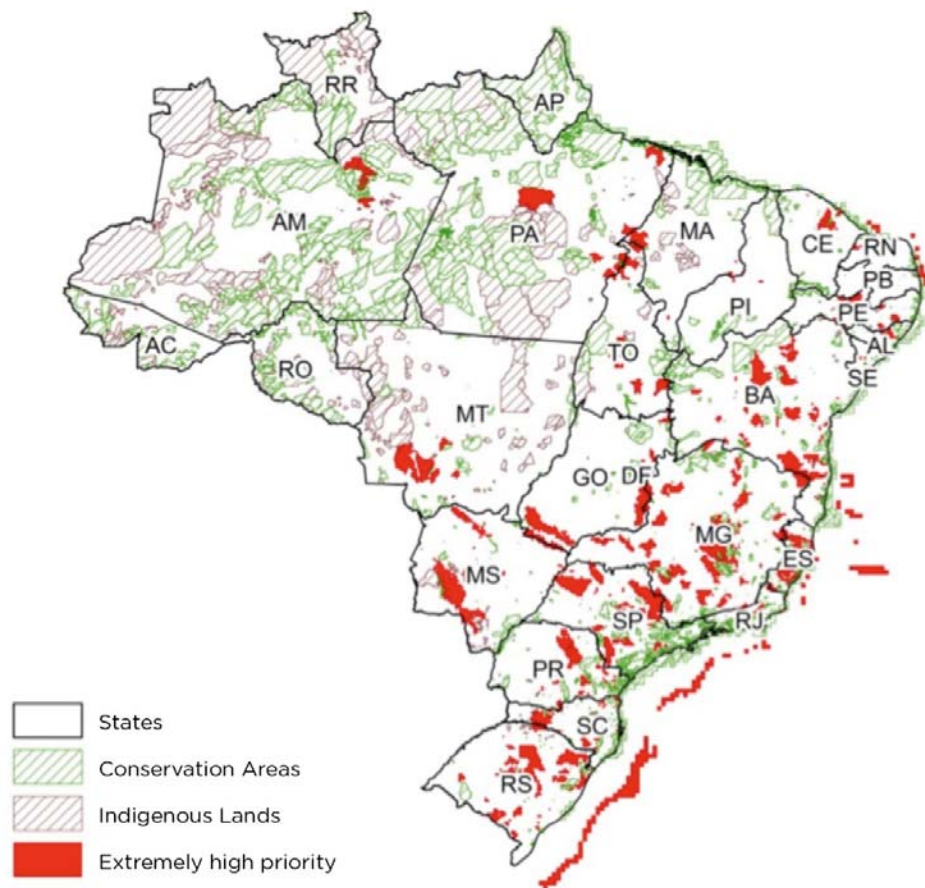 RR
AP
AM
PA
MA
CE
RN
PB
PE
AL
SE
PI
AC
RO
TO
BA
MT
GO
DF
MG
ES
MS
SP
RJ
PR
SC
RS
States
Conservation Areas
Indigenous Lands
Extremely high priority